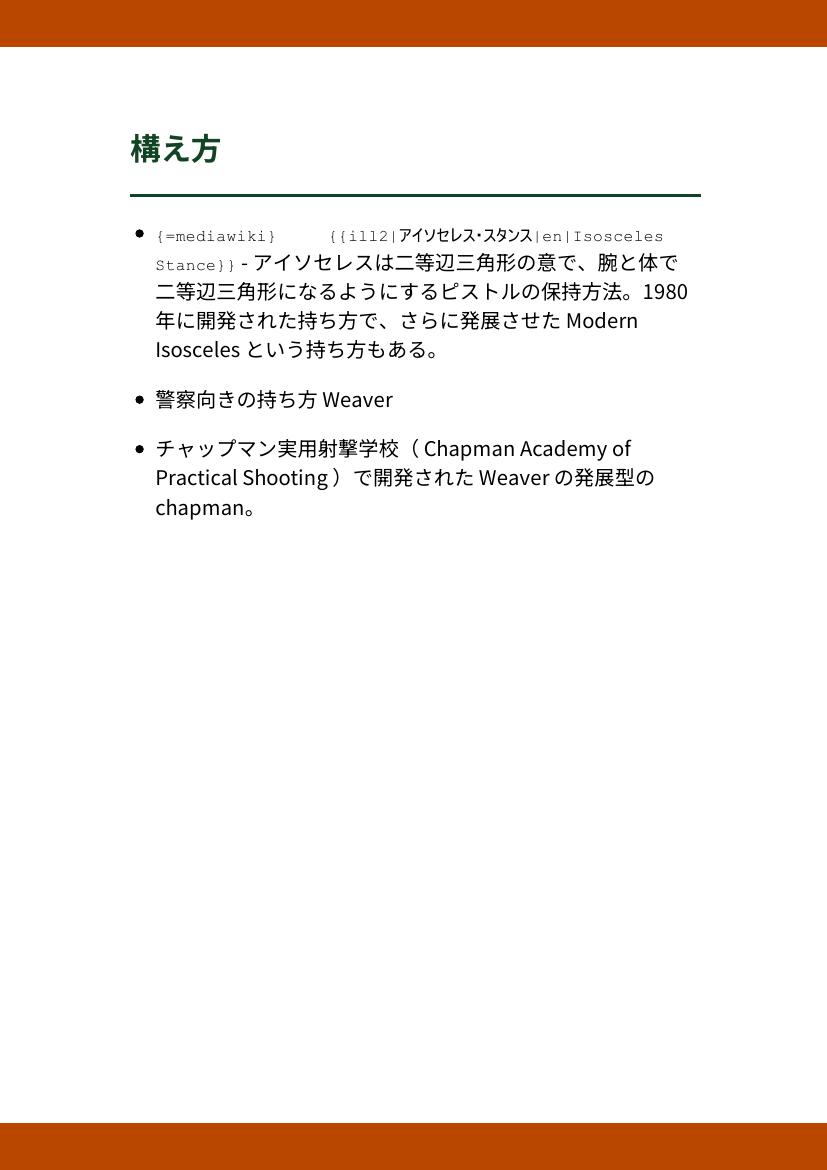 構え方
• {=mediawiki} {{ill2|アイソセレス・スタンス|en|Isosceles
Stance}} - アイソセレスは二等辺三角形の意で、腕と体で
二等辺三角形になるようにするピストルの保持方法。1980
年に開発された持ち方で、さらに発展させた Modern
Isosceles という持ち方もある。
• 警察向きの持ち方 Weaver
• チャップマン実用射撃学校（ Chapman Academy of
Practical Shooting ）で開発された Weaver の発展型の
chapman。